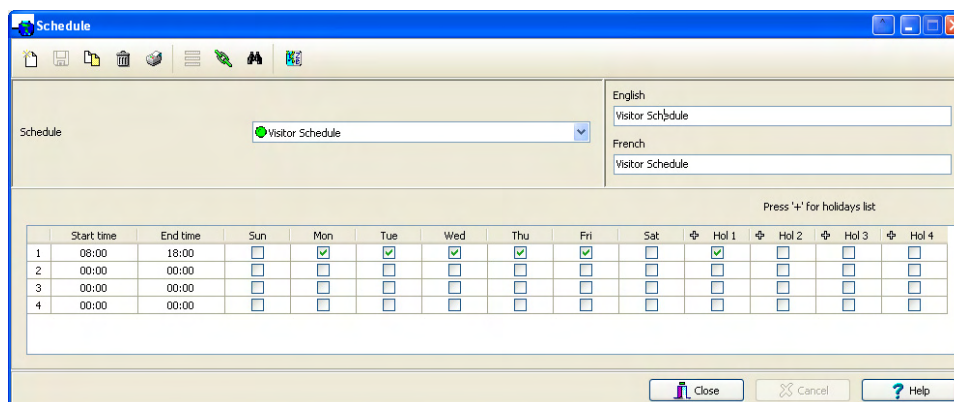 Schedule
English
Visitor Schedule
Schedule Visitor Schedule
French
Visitor Schedule
Press '+' for holidays list
Start time End time Sun Mon Tue Wed Thu Fri Sat Hol 1 Hol 2 Hol 3 Hol 4
1 08:00 18:00
2 00:00 00:00
3 00:00 00:00
4 00:00 00:00
Close Cancel ? Help